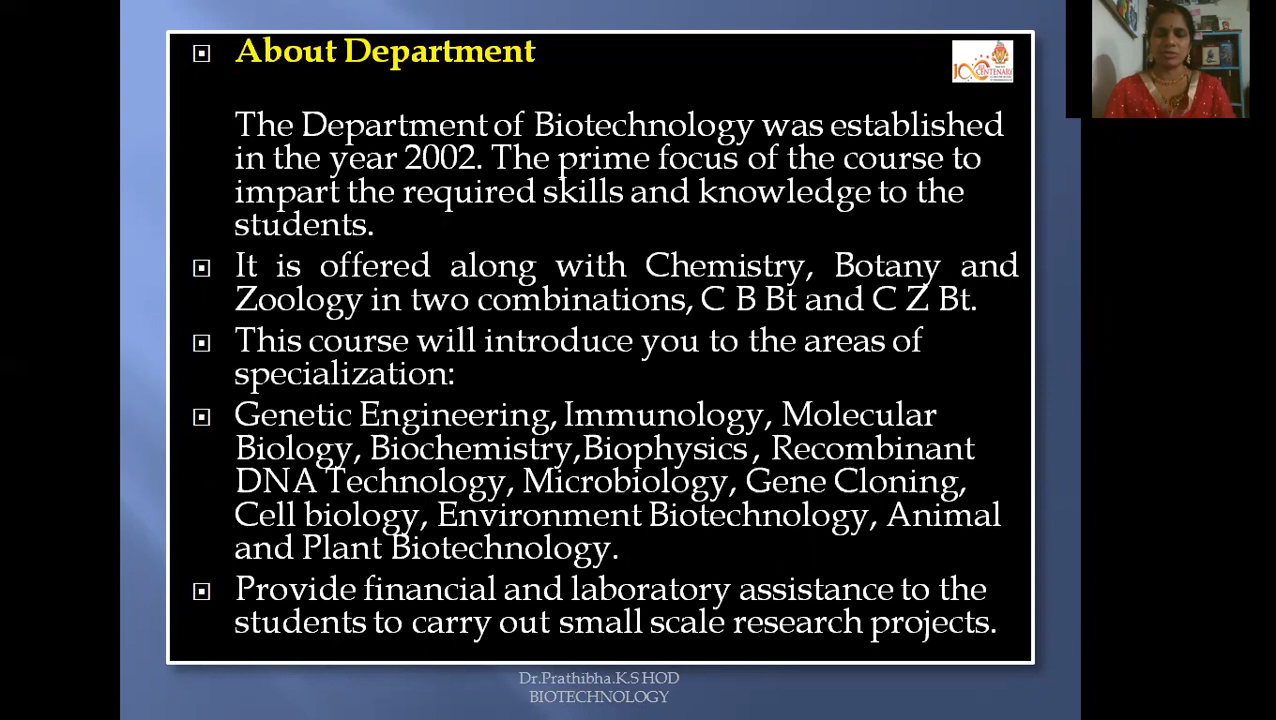 About Department
CENTENARY
The Department of Biotechnology was established
in the year 2002. The prime focus of the course to
impart the required skills and knowledge to the
students.
It is offered along with Chemistry, Botany and
Zoology in two combinations, C B Bt and C Z Bt.
This course will introduce you to the areas of
specialization:
Genetic Engineering, Immunology, Molecular
Biology, Biochemistry,Biophysics , Recombinant
DNA Technology, Microbiology, Gene Cloning,
Cell biology, Environment Biotechnology, Animal
and Plant Biotechnology.
Provide financial and laboratory assistance to the
students to carry out small scale research projects.
Dr.Prathibha.K.S HOD
BIOTECHNOLOGY